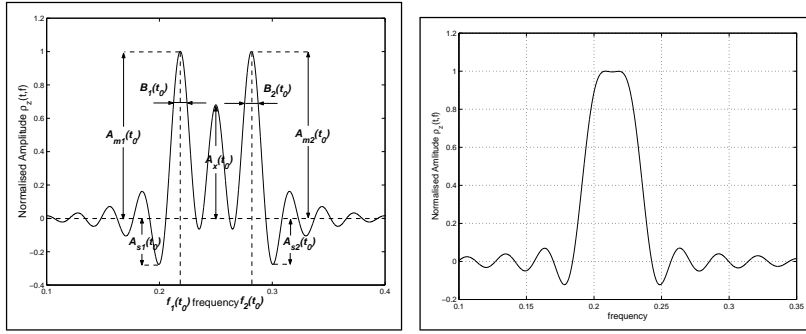 Normalised Amplitude ρz(t,f)
1.2
1
0.8
0.6
0.4
0.2
0
−0.2
−0.4
Am1(t0)
B1(t0)
Ax(t0)
B2(t0)
Am2(t0)
As1(t0)
As2(t0)
0.1 0.2 0.3 0.4
f1(t0) frequency f2(t0)
Normalised Amlitude ρz(t,f)
1.2
1
0.8
0.6
0.4
0.2
0
−0.2
0.1 0.15 0.2 0.25 0.3 0.35
frequency